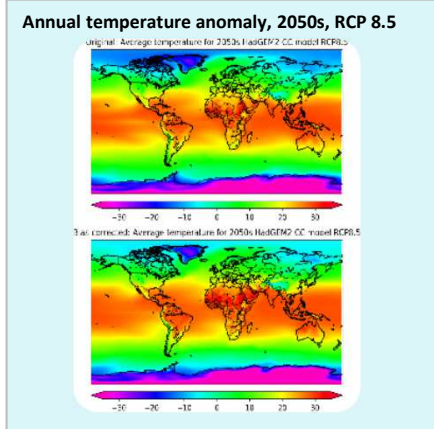 Annual temperature anomaly, 2050s, RCP 8.5
Original: Average temperature for 2050s HadGEM2 CC model RCP8.5
-30 -20 -10 0 10 20 30
Bias corrected: Average temperature for 2050s HadGEM2 CC model RCP8.5
-30 -20 -10 0 10 20 30